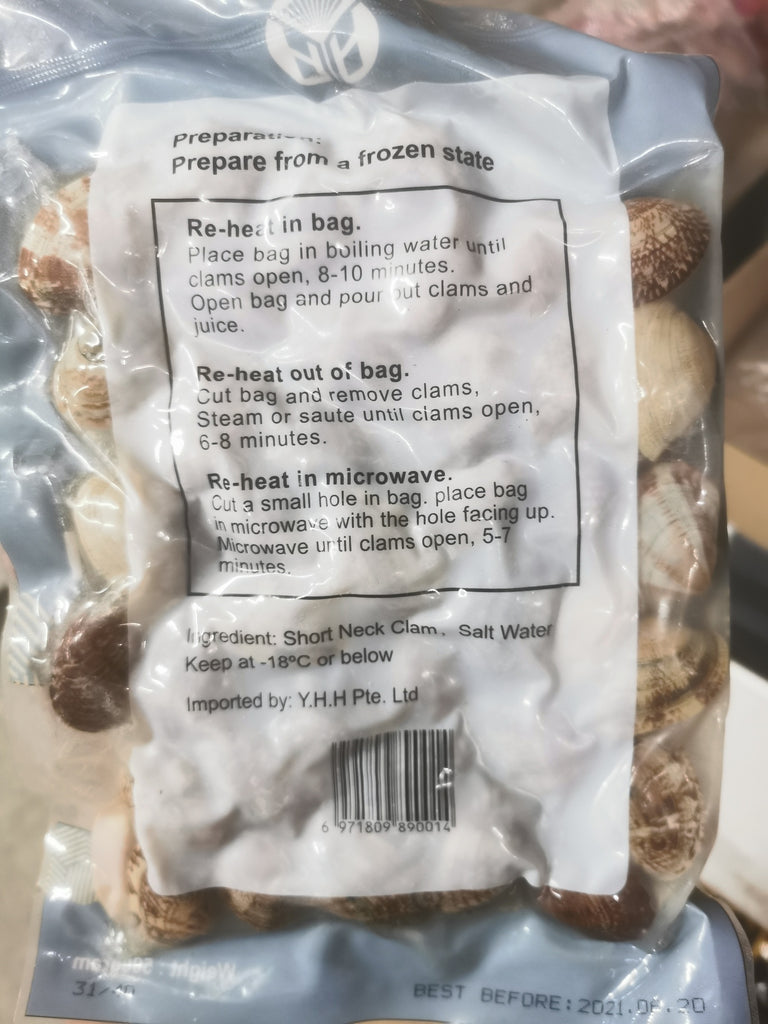 Preparation:
Prepare from a frozen state
Re-heat in bag.
Place bag in boiling water until
clams open, 8-10 minutes.
Open bag and pour out clams and
juice.
Re-heat out of bag.
Cut bag and remove clams,
Steam or saute until clams open,
6-8 minutes.
Re-heat in microwave.
Cut a small hole in bag. place bag
in microwave with the hole facing up.
Microwave until clams open, 5-7
minutes.
Ingredient: Short Neck Clam, Salt Water
Keep at -18°C or below
Imported by: Y.H.H Pte. Ltd
6 971809 890014
Weight :
31/40
BEST BEFORE:2021.06.20